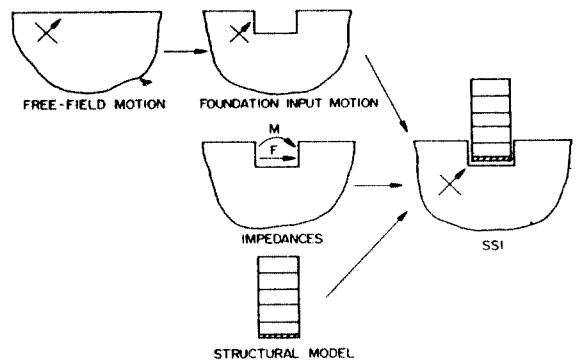 FREE-FIELD MOTION
FOUNDATION INPUT MOTION
M
F
IMPEDANCES
SSI
STRUCTURAL MODEL